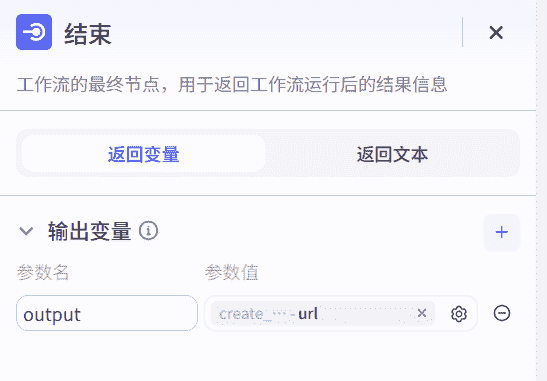 结束
工作流的最终节点，用于返回工作流运行后的结果信息
返回变量 返回文本
输出变量
参数名 参数值
output create_…-url